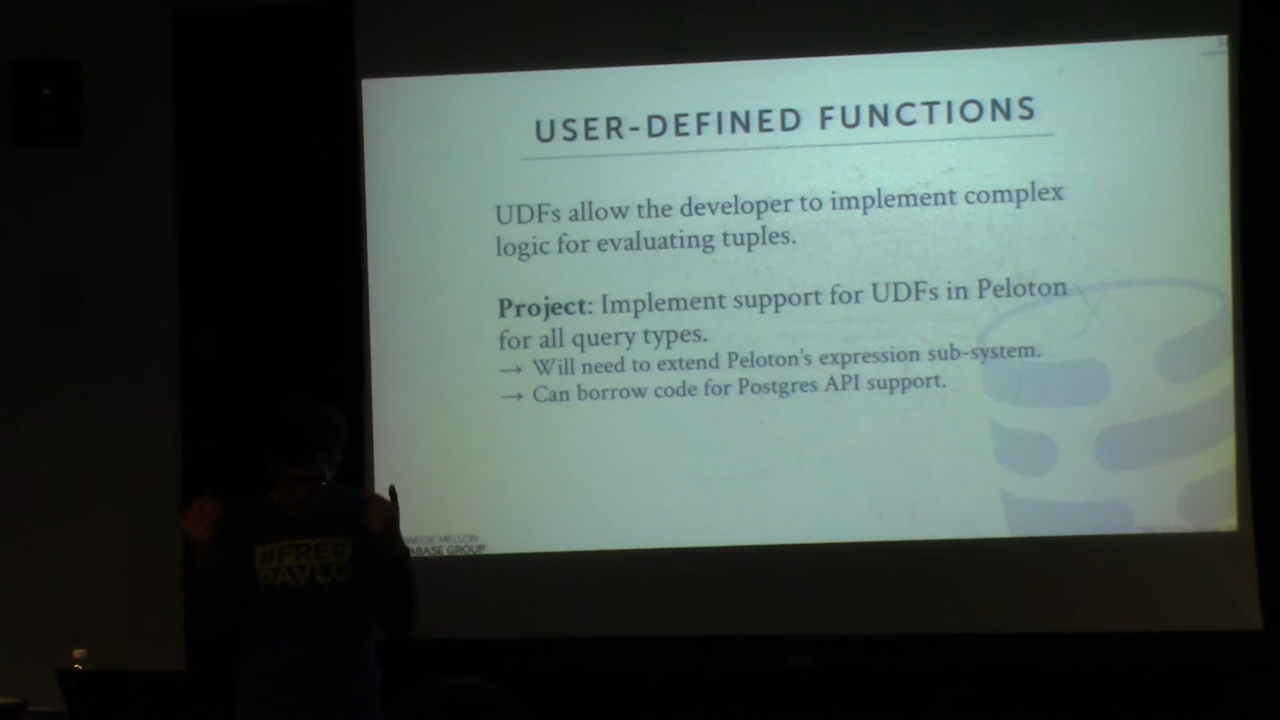 USER-DEFINED FUNCTIONS
UDFs allow the developer to implement complex
logic for evaluating tuples.
Project: Implement support for UDFs in Peloton
for all query types.
→ Will need to extend Peloton's expression sub-system.
→ Can borrow code for Postgres API support.
MELLON
GROUP
#FREE
PAVLO